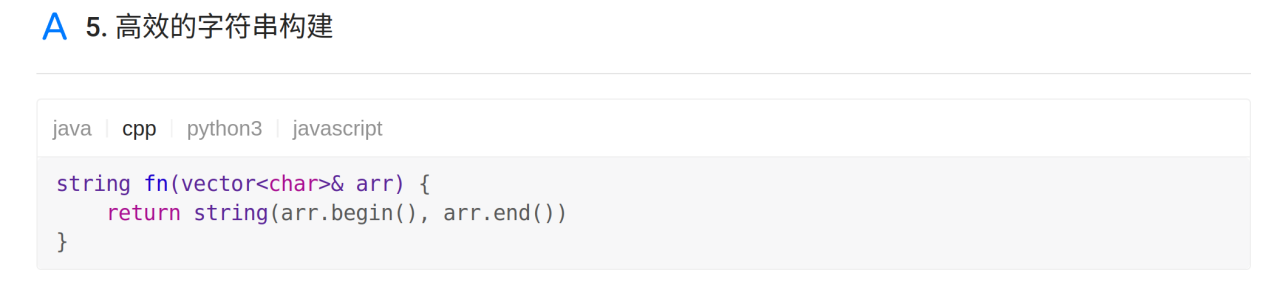 5. 高效的字符串构建
java cpp python3 javascript
string fn(vector<char>& arr) {
    return string(arr.begin(), arr.end())
}